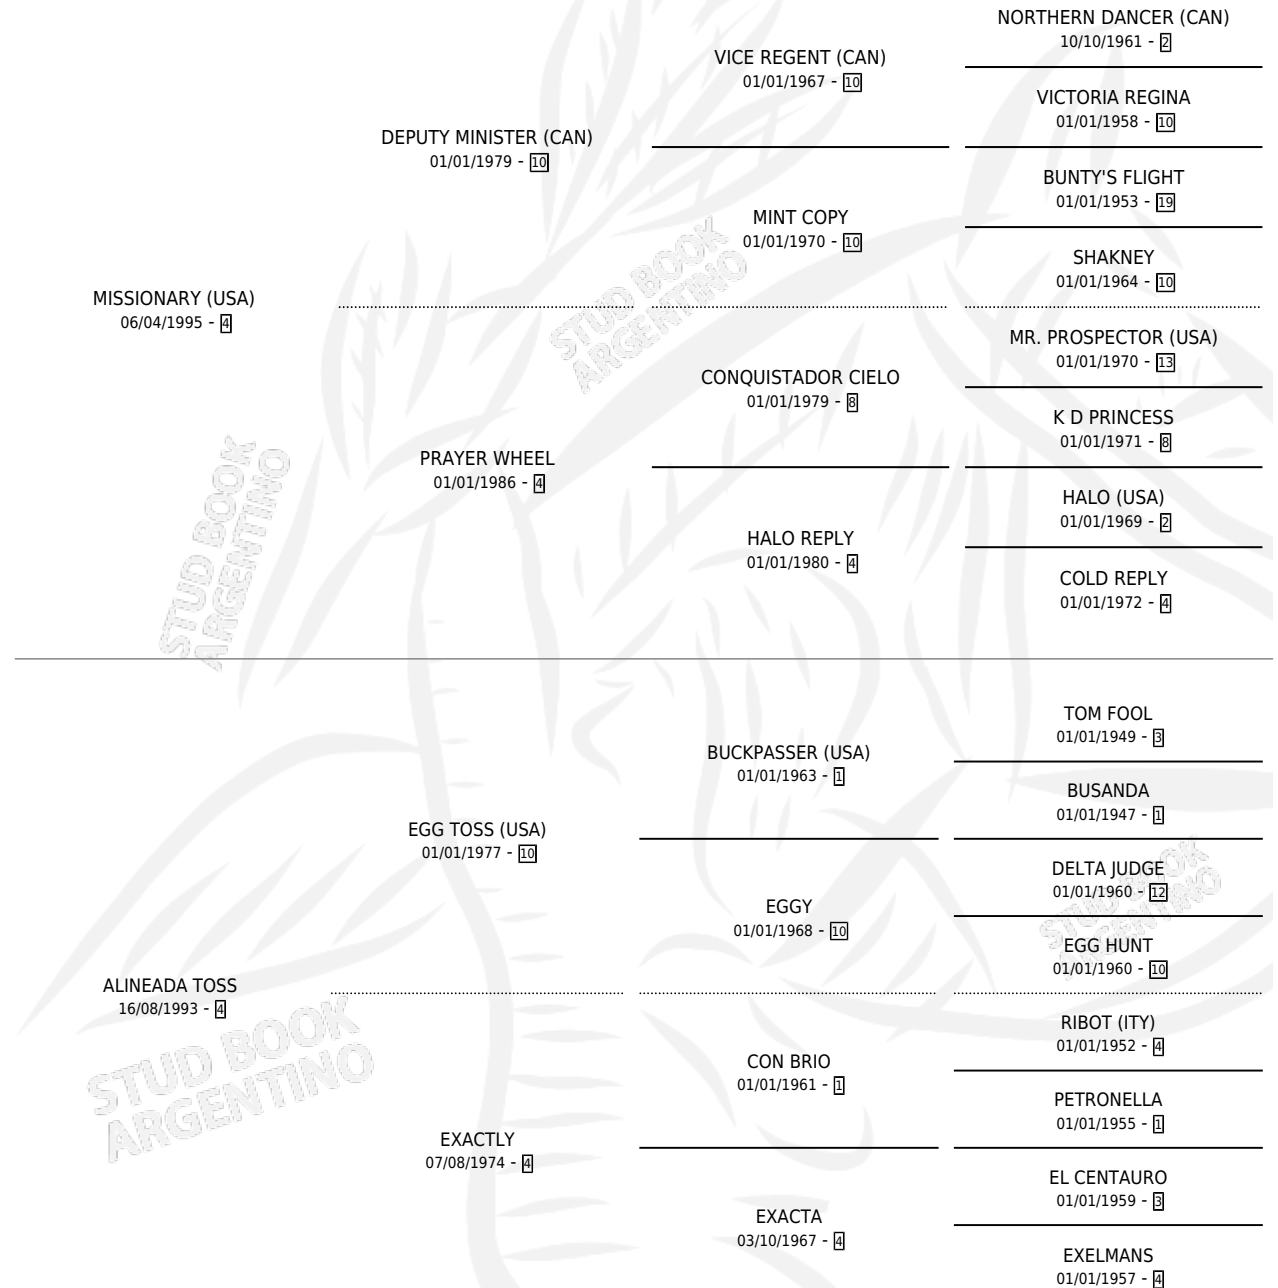 NORTHERN DANCER (CAN)
10/10/1961 - 2
VICE REGENT (CAN)
01/01/1967 - 10
VICTORIA REGINA
01/01/1958 - 10
DEPUTY MINISTER (CAN)
01/01/1979 - 10
BUNTY'S FLIGHT
01/01/1953 - 19
MINT COPY
01/01/1970 - 10
SHAKNEY
01/01/1964 - 10
MISSIONARY (USA)
06/04/1995 - 4
MR. PROSPECTOR (USA)
01/01/1970 - 13
CONQUISTADOR CIELO
01/01/1979 - 8
K D PRINCESS
01/01/1971 - 8
PRAYER WHEEL
01/01/1986 - 4
HALO (USA)
01/01/1969 - 2
HALO REPLY
01/01/1980 - 4
COLD REPLY
01/01/1972 - 4
TOM FOOL
01/01/1949 - 3
BUCKPASSER (USA)
01/01/1963 - 1
BUSANDA
01/01/1947 - 1
EGG TOSS (USA)
01/01/1977 - 10
DELTA JUDGE
01/01/1960 - 12
EGGY
01/01/1968 - 10
EGG HUNT
01/01/1960 - 10
ALINEADA TOSS
16/08/1993 - 4
RIBOT (ITY)
01/01/1952 - 4
CON BRIO
01/01/1961 - 1
PETRONELLA
01/01/1955 - 1
EXACTLY
07/08/1974 - 4
EL CENTAURO
01/01/1959 - 3
EXACTA
03/10/1967 - 4
EXELMANS
01/01/1957 - 4
STUD BOOK
ARGENTINO
STUD BOOK
ARGENTINO
STUD BOOK
ARGENTINO
STUD BOOK
ARGENTINO